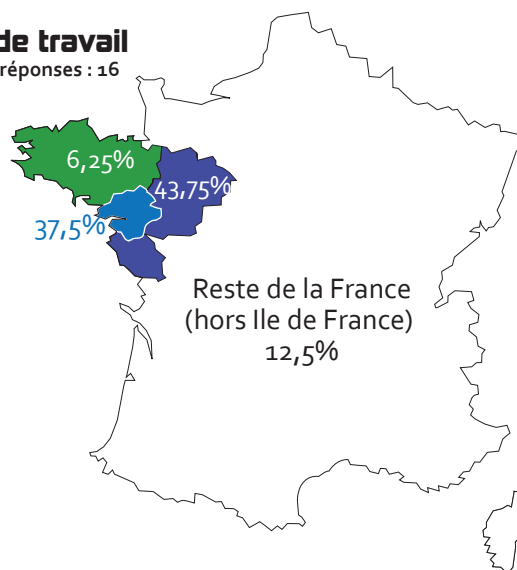 de travail
réponses : 16
6,25%
43,75%
37,5%
Reste de la France
(hors Ile de France)
12,5%